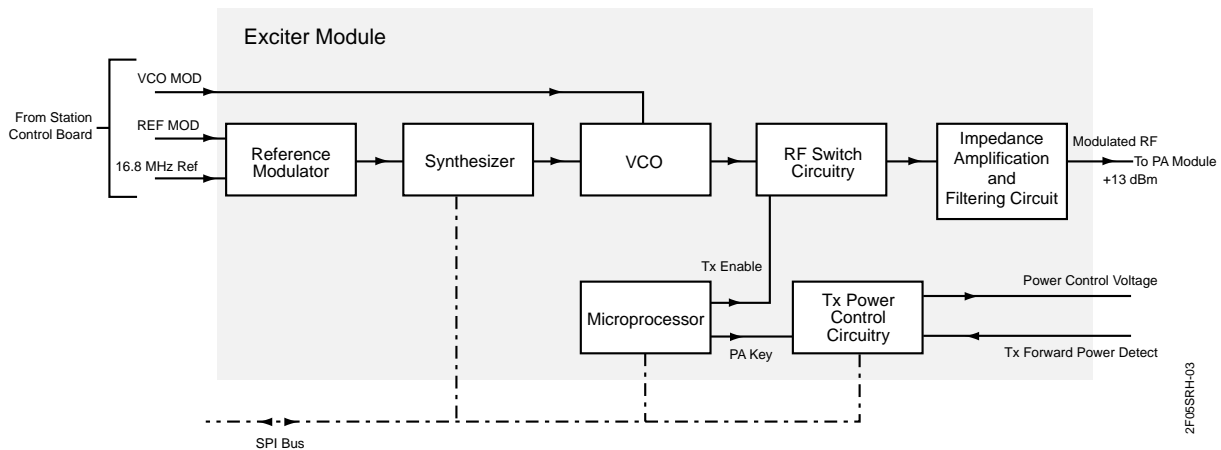 Exciter Module
VCO MOD
From Station
Control Board
REF MOD
16.8 MHz Ref
Reference
Modulator
Synthesizer
VCO
RF Switch
Circuitry
Impedance
Amplification
and
Filtering Circuit
Modulated RF
To PA Module
+13 dBm
Tx Enable
Microprocessor
PA Key
Tx Power
Control
Circuitry
Power Control Voltage
Tx Forward Power Detect
SPI Bus
2F05SRH-03